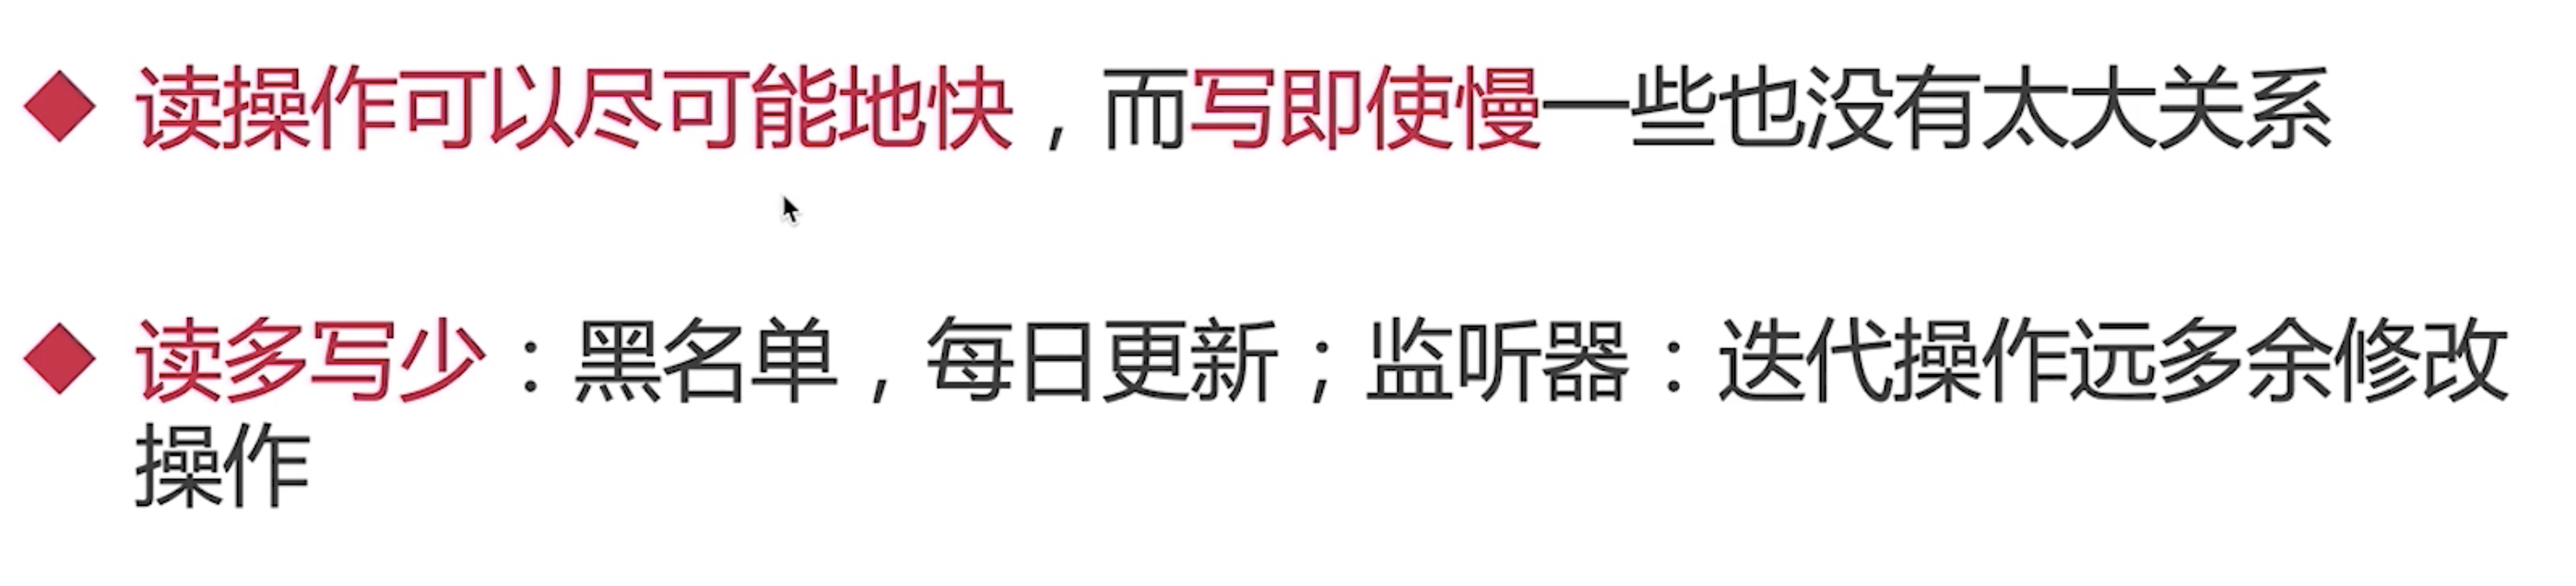 读操作可以尽可能地快，而写即使慢一些也没有太大关系
读多写少：黑名单，每日更新；监听器：迭代操作远多余修改
操作